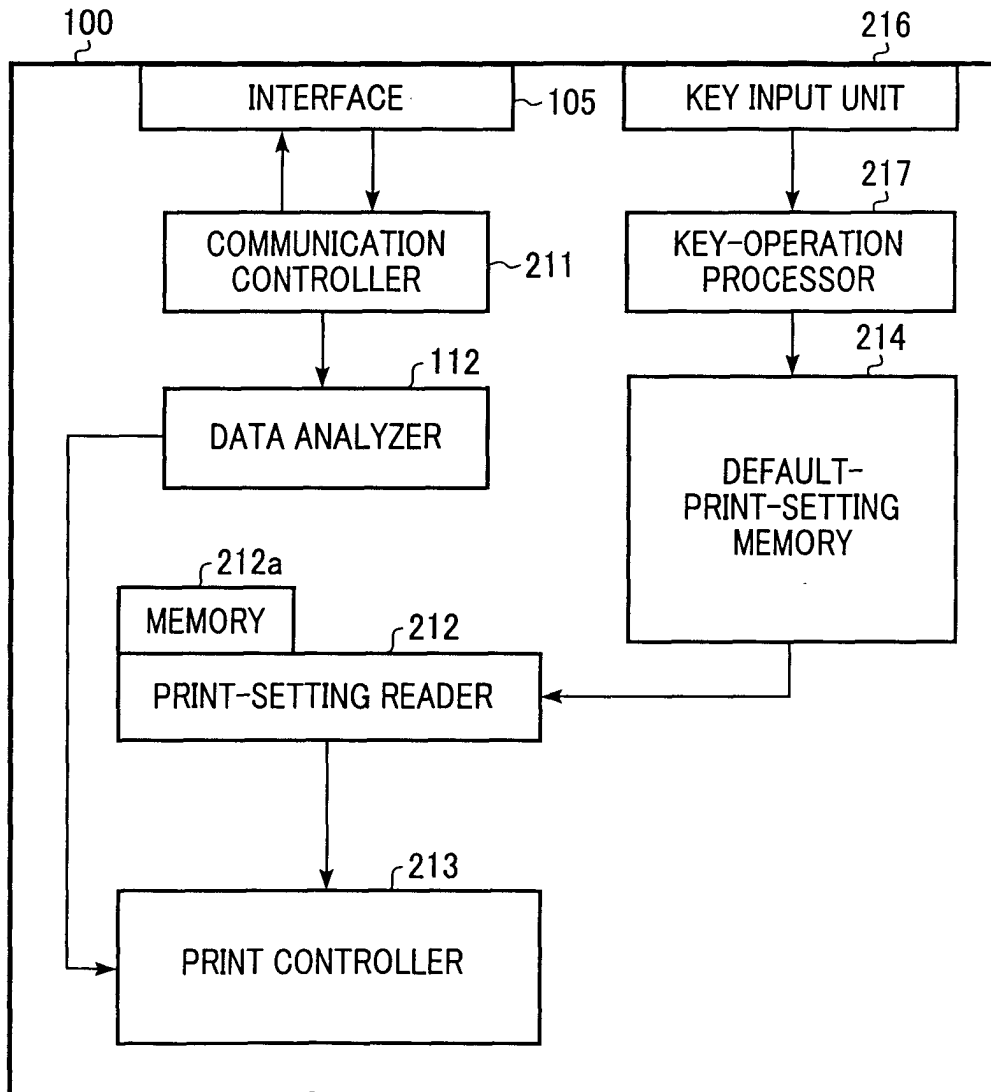 100
216
INTERFACE
105
KEY INPUT UNIT
217
COMMUNICATION
CONTROLLER
211
KEY-OPERATION
PROCESSOR
112
214
DATA ANALYZER
DEFAULT-
PRINT-SETTING
MEMORY
212a
MEMORY
212
PRINT-SETTING READER
213
PRINT CONTROLLER